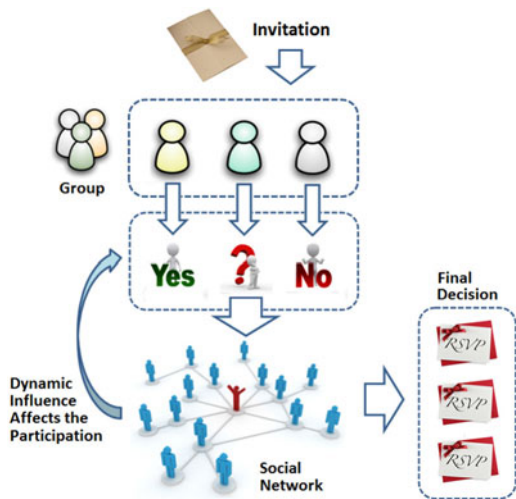 Invitation
Group
Yes
?
No
Final
Decision
RSVP
RSVP
RSVP
Dynamic
Influence
Affects the
Participation
Social
Network